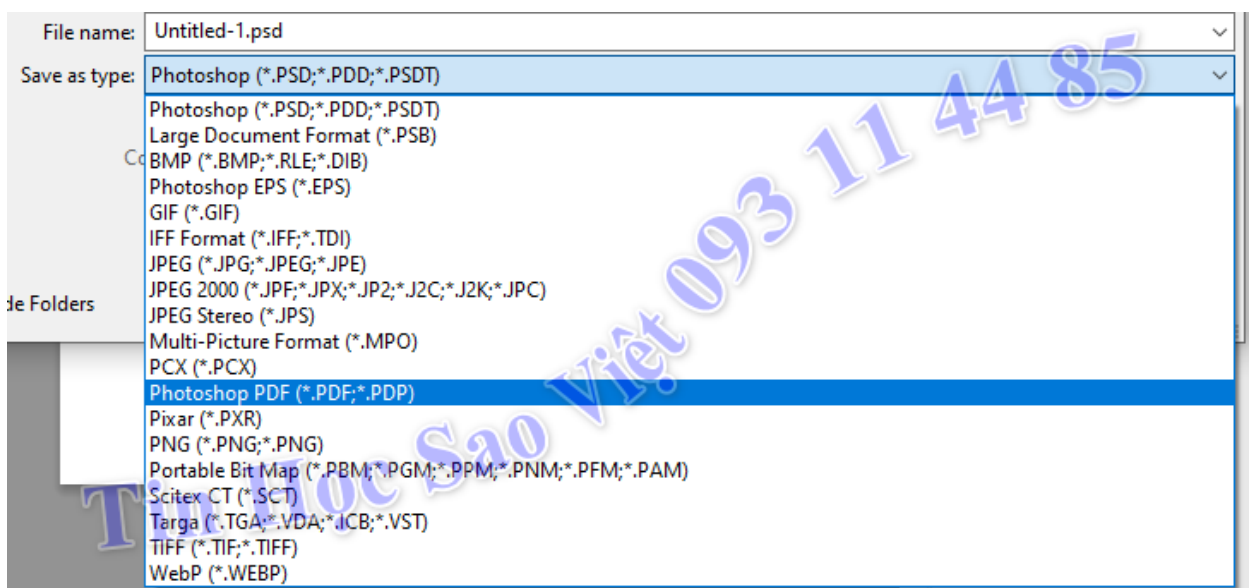 File name: Untitled-1.psd
Save as type: Photoshop (*.PSD;*.PDD;*.PSDT)
Photoshop (*.PSD;*.PDD;*.PSDT)
Large Document Format (*.PSB)
BMP (*.BMP;*.RLE;*.DIB)
Photoshop EPS (*.EPS)
GIF (*.GIF)
IFF Format (*.IFF;*.TDI)
JPEG (*.JPG;*.JPEG;*.JPE)
JPEG 2000 (*.JPF;*.JPX;*.JP2;*.J2C;*.J2K;*.JPC)
de Folders
JPEG Stereo (*.JPS)
Multi-Picture Format (*.MPO)
PCX (*.PCX)
Photoshop PDF (*.PDF;*.PDP)
Pixar (*.PXR)
PNG (*.PNG;*.PNG)
Portable Bit Map (*.PBM;*.PGM;*.PPM;*.PNM;*.PFM;*.PAM)
Scitex CT (*.SCT)
Targa (*.TGA;*.VDA;*.ICB;*.VST)
TIFF (*.TIF;*.TIFF)
WebP (*.WEBP)
Tin Học Sao Việt 093 11 44 85